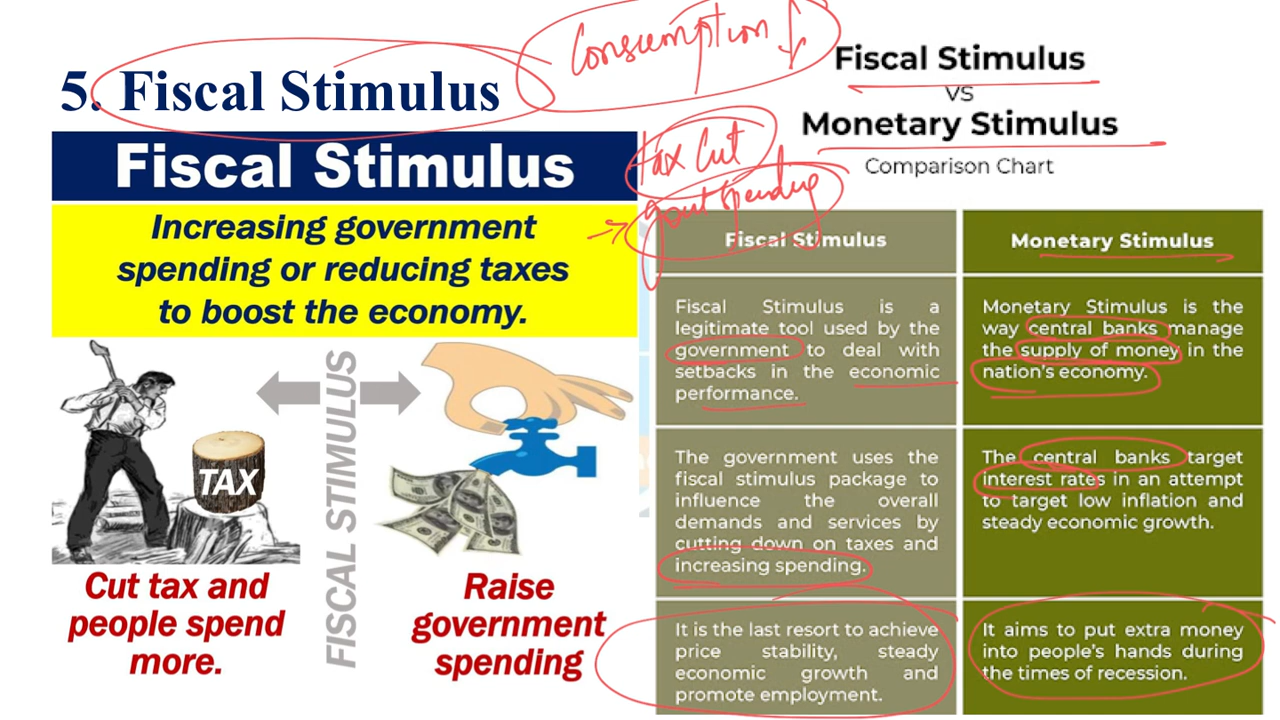 5. Fiscal Stimulus
Consumption
Fiscal Stimulus
Increasing government
spending or reducing taxes
to boost the economy.
TAX
FISCAL STIMULUS
Cut tax and
people spend
more.
Raise
government
spending
tax cut
govt spending
Fiscal Stimulus
VS
Monetary Stimulus
Comparison Chart
Fiscal Stimulus
Monetary Stimulus
Fiscal Stimulus is a
legitimate tool used by the
government to deal with
setbacks in the economic
performance.
Monetary Stimulus is the
way central banks manage
the supply of money in the
nation's economy.
The government uses the
fiscal stimulus package to
influence the overall
demands and services by
cutting down on taxes and
increasing spending.
The central banks target
interest rates in an attempt
to target low inflation and
steady economic growth.
It is the last resort to achieve
price stability, steady
economic growth and
promote employment.
It aims to put extra money
into people's hands during
the times of recession.